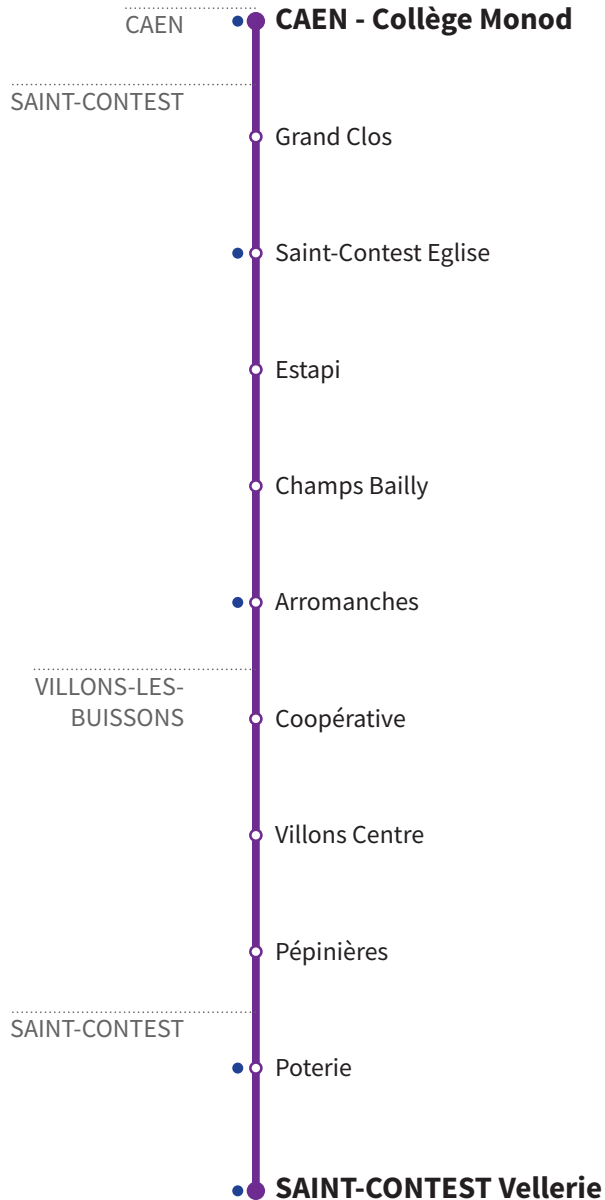 CAEN
CAEN - Collège Monod
SAINT-CONTEST
Grand Clos
Saint-Contest Eglise
Estapi
Champs Bailly
Arromanches
VILLONS-LES-
BUISSONS
Coopérative
Villons Centre
Pépinières
SAINT-CONTEST
Poterie
SAINT-CONTEST Vellerie